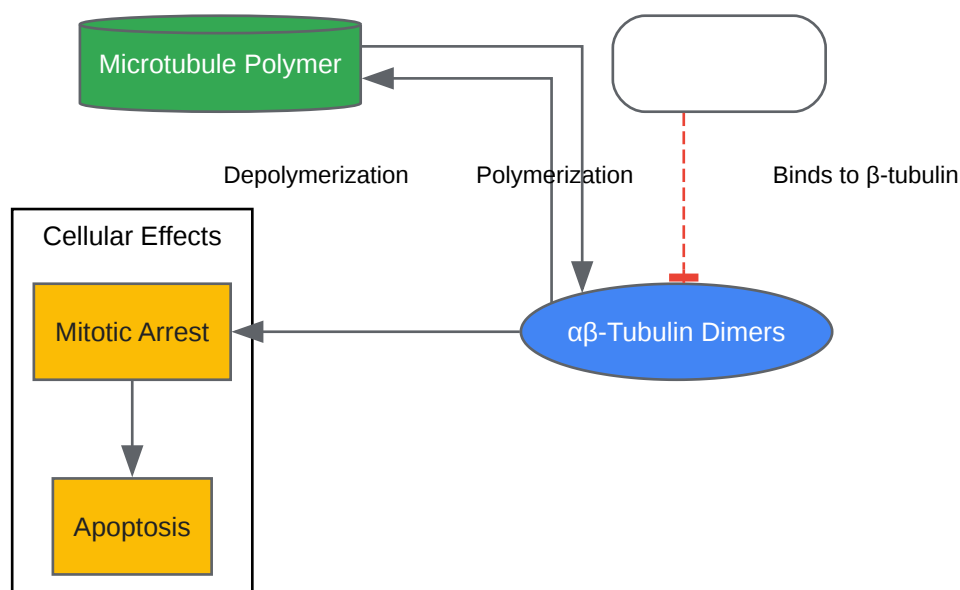 Microtubule Polymer
Depolymerization
Polymerization
Binds to β-tubulin
Cellular Effects
Mitotic Arrest
αβ-Tubulin Dimers
Apoptosis